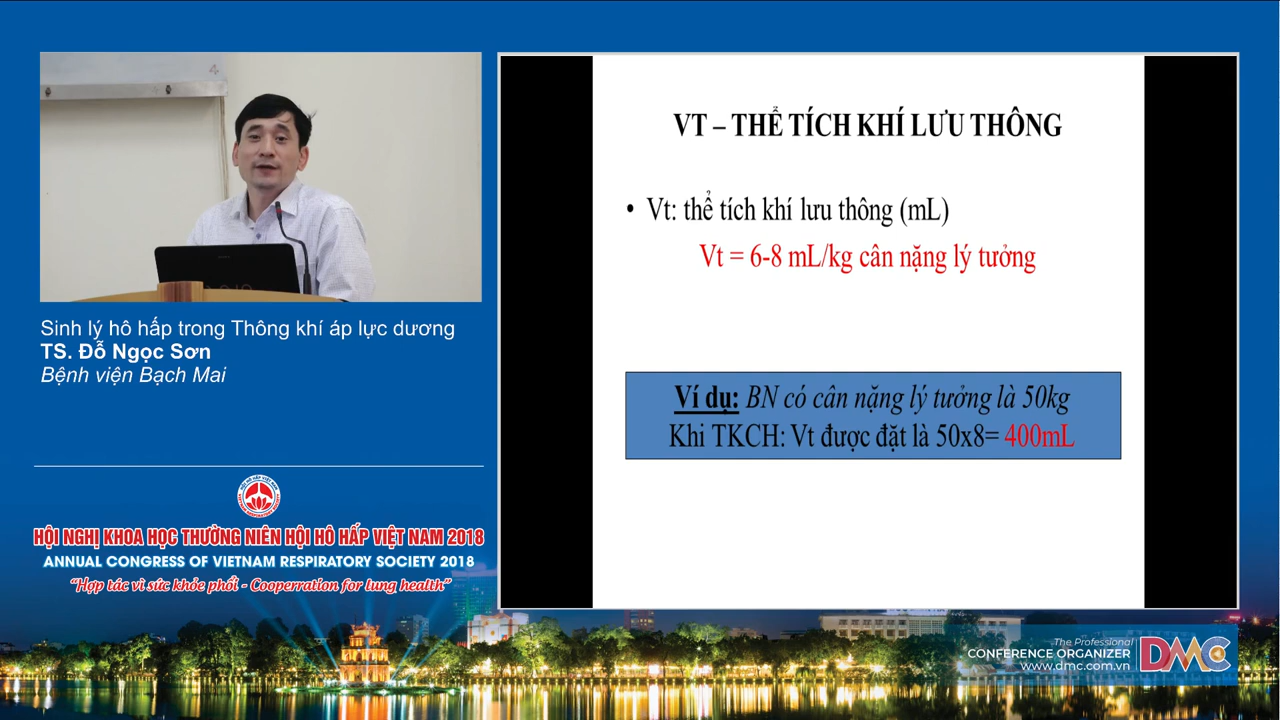 Sinh lý hô hấp trong Thông khí áp lực dương
TS. Đỗ Ngọc Sơn
Bệnh viện Bạch Mai
HỘI NGHỊ KHOA HỌC THƯỜNG NIÊN HỘI HÔ HẤP VIỆT NAM 2018
ANNUAL CONGRESS OF VIETNAM RESPIRATORY SOCIETY 2018
“Hợp tác vì sức khỏe phổi - Cooperration for lung health”
VT – THỂ TÍCH KHÍ LƯU THÔNG
• Vt: thể tích khí lưu thông (mL)
Vt = 6-8 mL/kg cân nặng lý tưởng
Ví dụ: BN có cân nặng lý tưởng là 50kg
Khi TKCH: Vt được đặt là 50x8= 400mL
The Professional
CONFERENCE ORGANIZER
www.dmc.com.vn
DMC